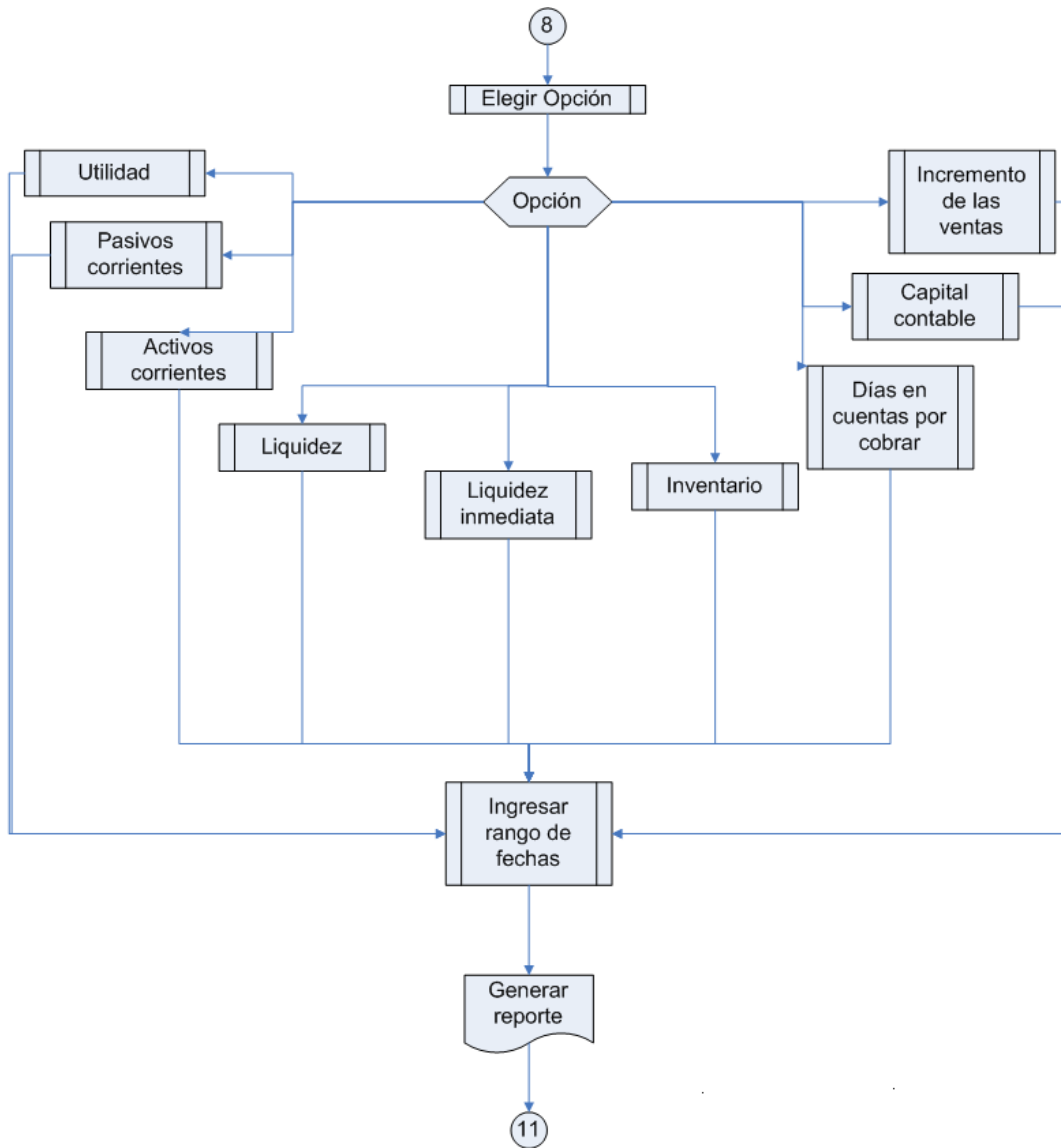 8
Elegir Opción
Utilidad
Opción
Incremento
de las
ventas
Pasivos
corrientes
Capital
contable
Activos
corrientes
Días en
cuentas por
cobrar
Liquidez
Liquidez
inmediata
Inventario
Ingresar
rango de
fechas
Generar
reporte
11